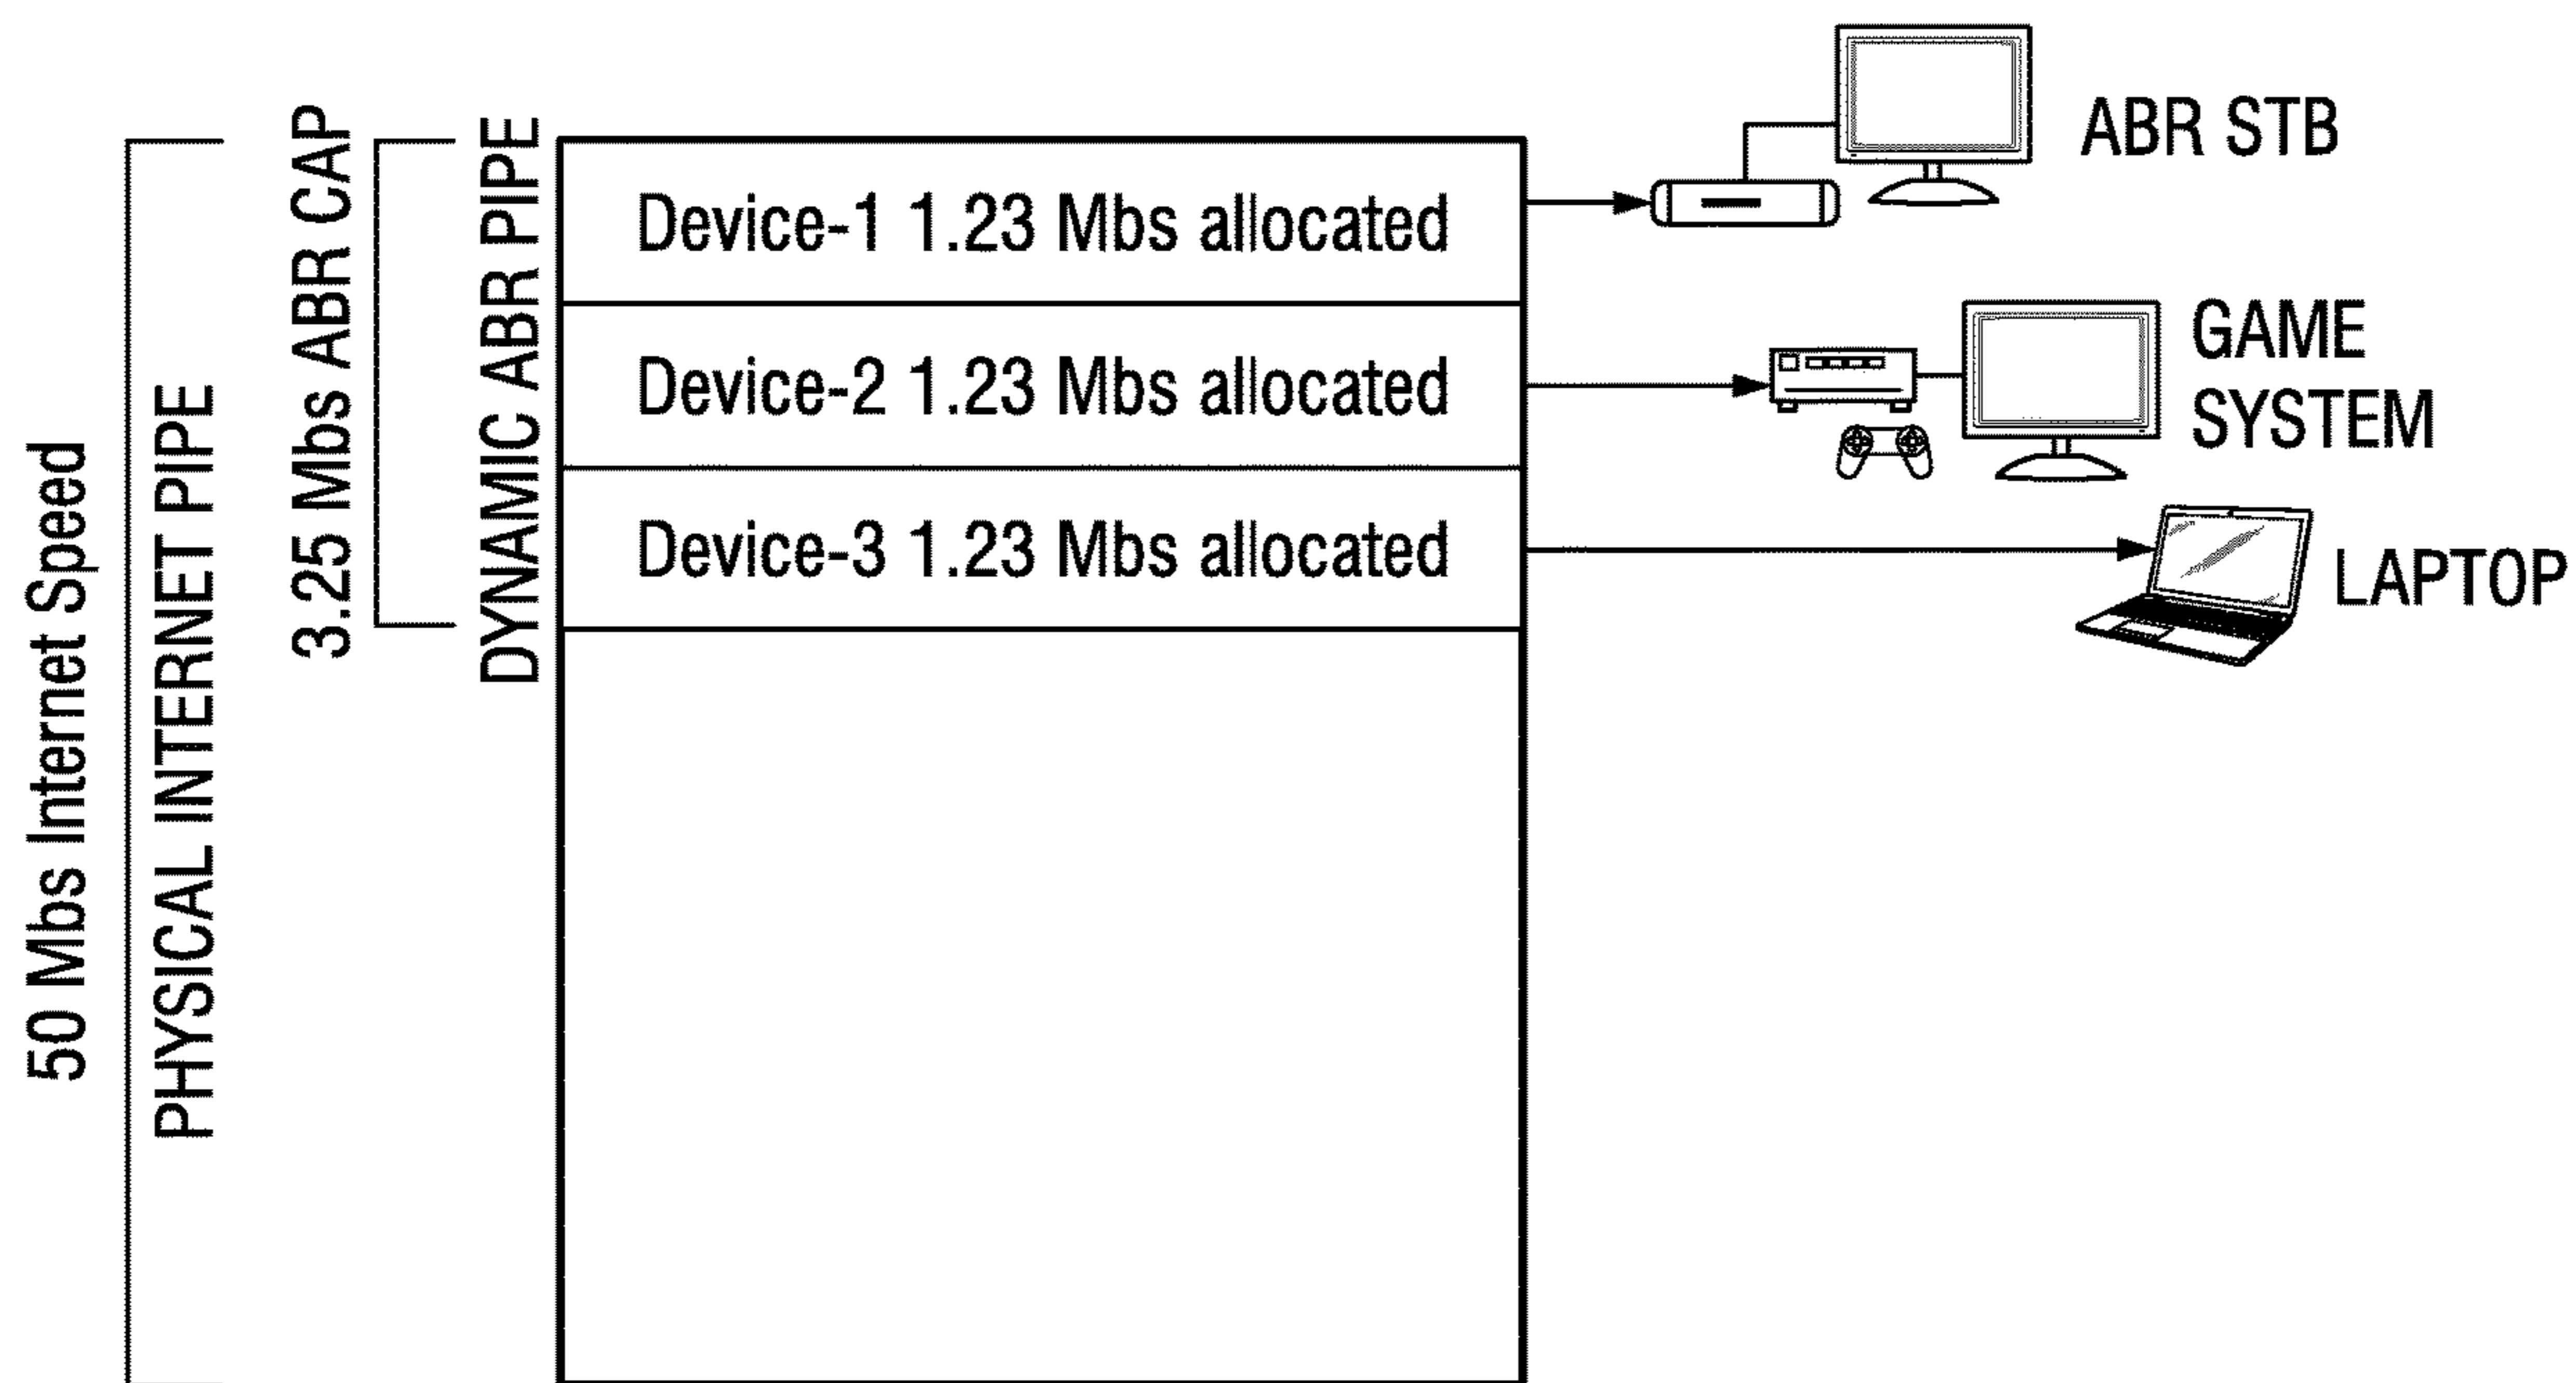 50 Mbs Internet Speed
PHYSICAL INTERNET PIPE
3.25 Mbs ABR CAP
DYNAMIC ABR PIPE
Device-1 1.23 Mbs allocated
Device-2 1.23 Mbs allocated
Device-3 1.23 Mbs allocated
ABR STB
GAME
SYSTEM
LAPTOP